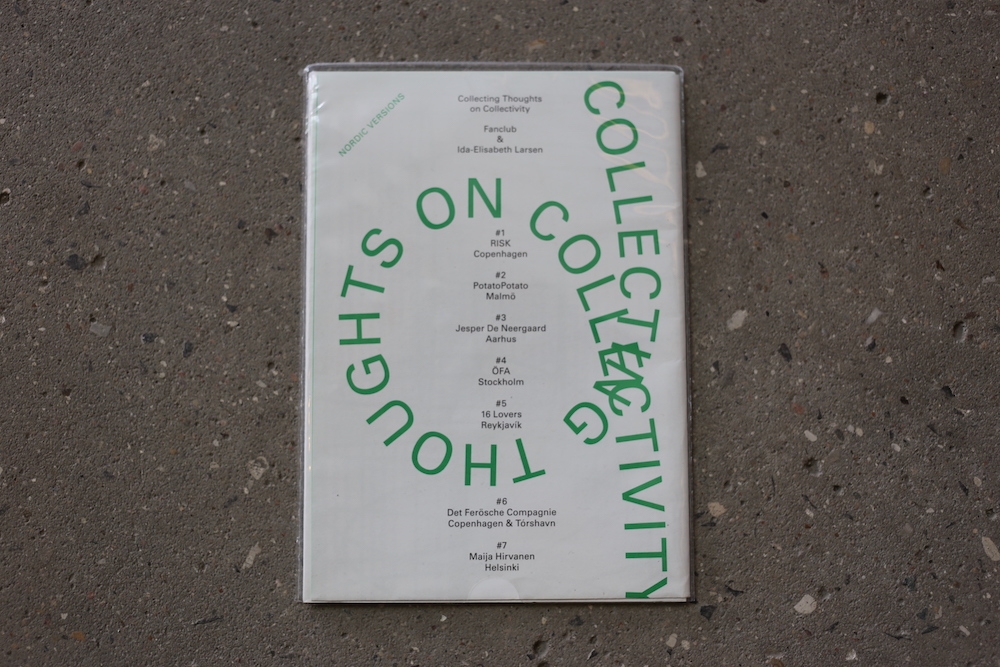 NORDIC VERSIONS
Collecting Thoughts
on Collectivity
Fanclub
&
Ida-Elisabeth Larsen
COLLECTING
THOUGHTS ON
COLLECTIVITY
#1
RISK
Copenhagen
#2
PotatoPotato
Malmö
#3
Jesper De Neergaard
Aarhus
#4
ÖFA
Stockholm
#5
16 Lovers
Reykjavik
#6
Det Ferösche Compagnie
Copenhagen & Tórshavn
#7
Maija Hirvanen
Helsinki